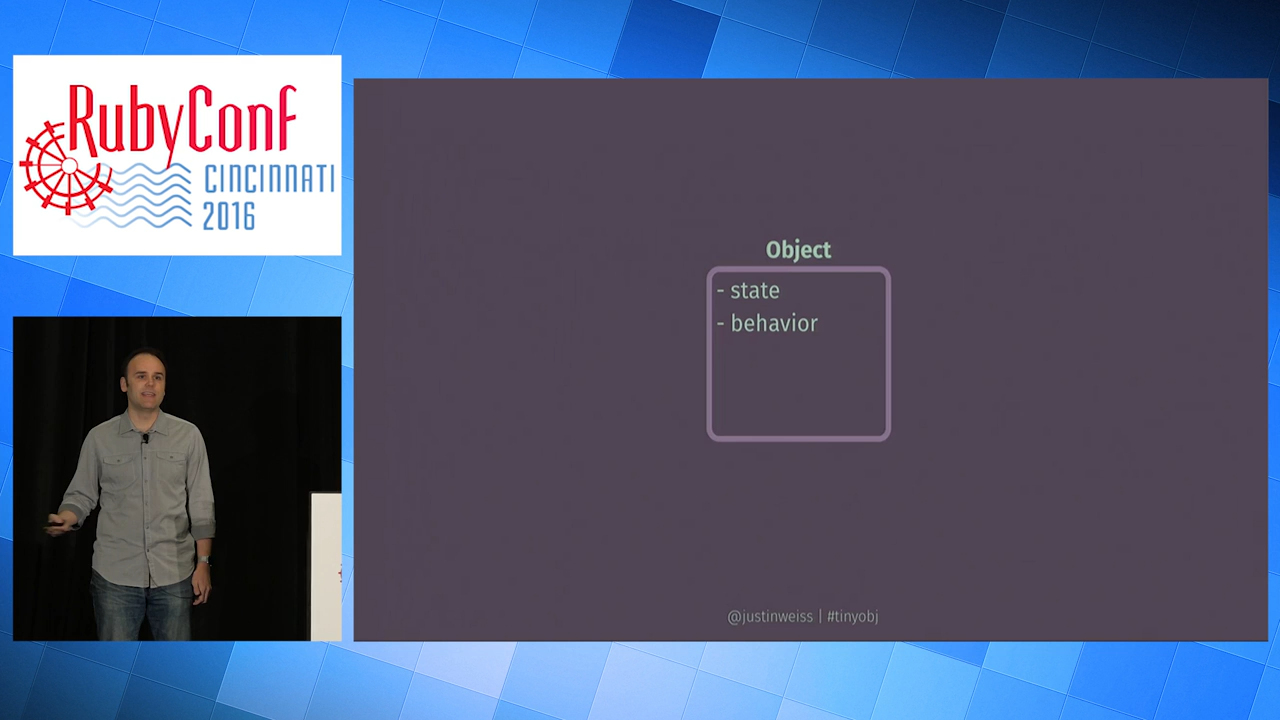 RubyConf
CINCINNATI
2016
Object
- state
- behavior
@justinweiss | #tinyobj